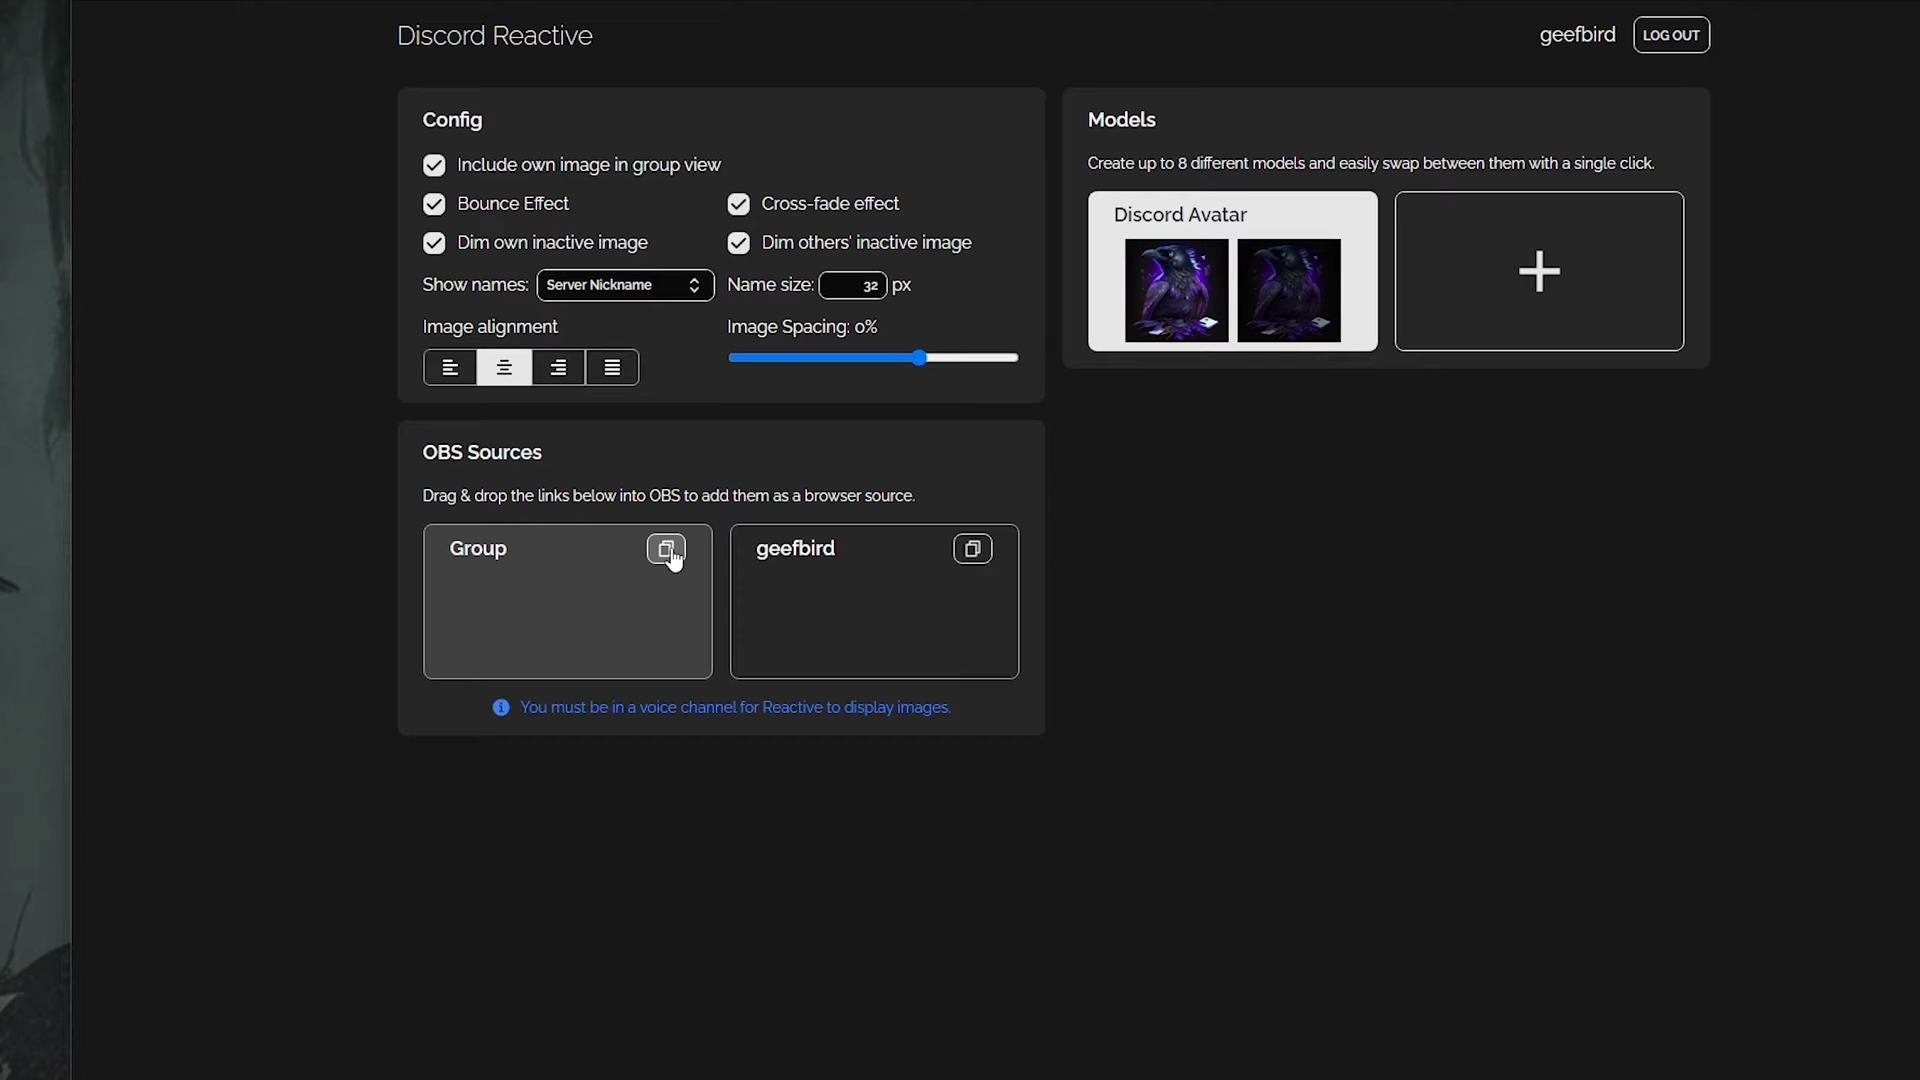 Discord Reactive
geefbird
LOG OUT
Config
Include own image in group view
Bounce Effect
Cross-fade effect
Dim own inactive image
Dim others' inactive image
Show names: Server Nickname
Name size: 32 px
Image alignment
Image Spacing: 0%
Models
Create up to 8 different models and easily swap between them with a single click.
Discord Avatar
OBS Sources
Drag & drop the links below into OBS to add them as a browser source.
Group
geefbird
You must be in a voice channel for Reactive to display images.